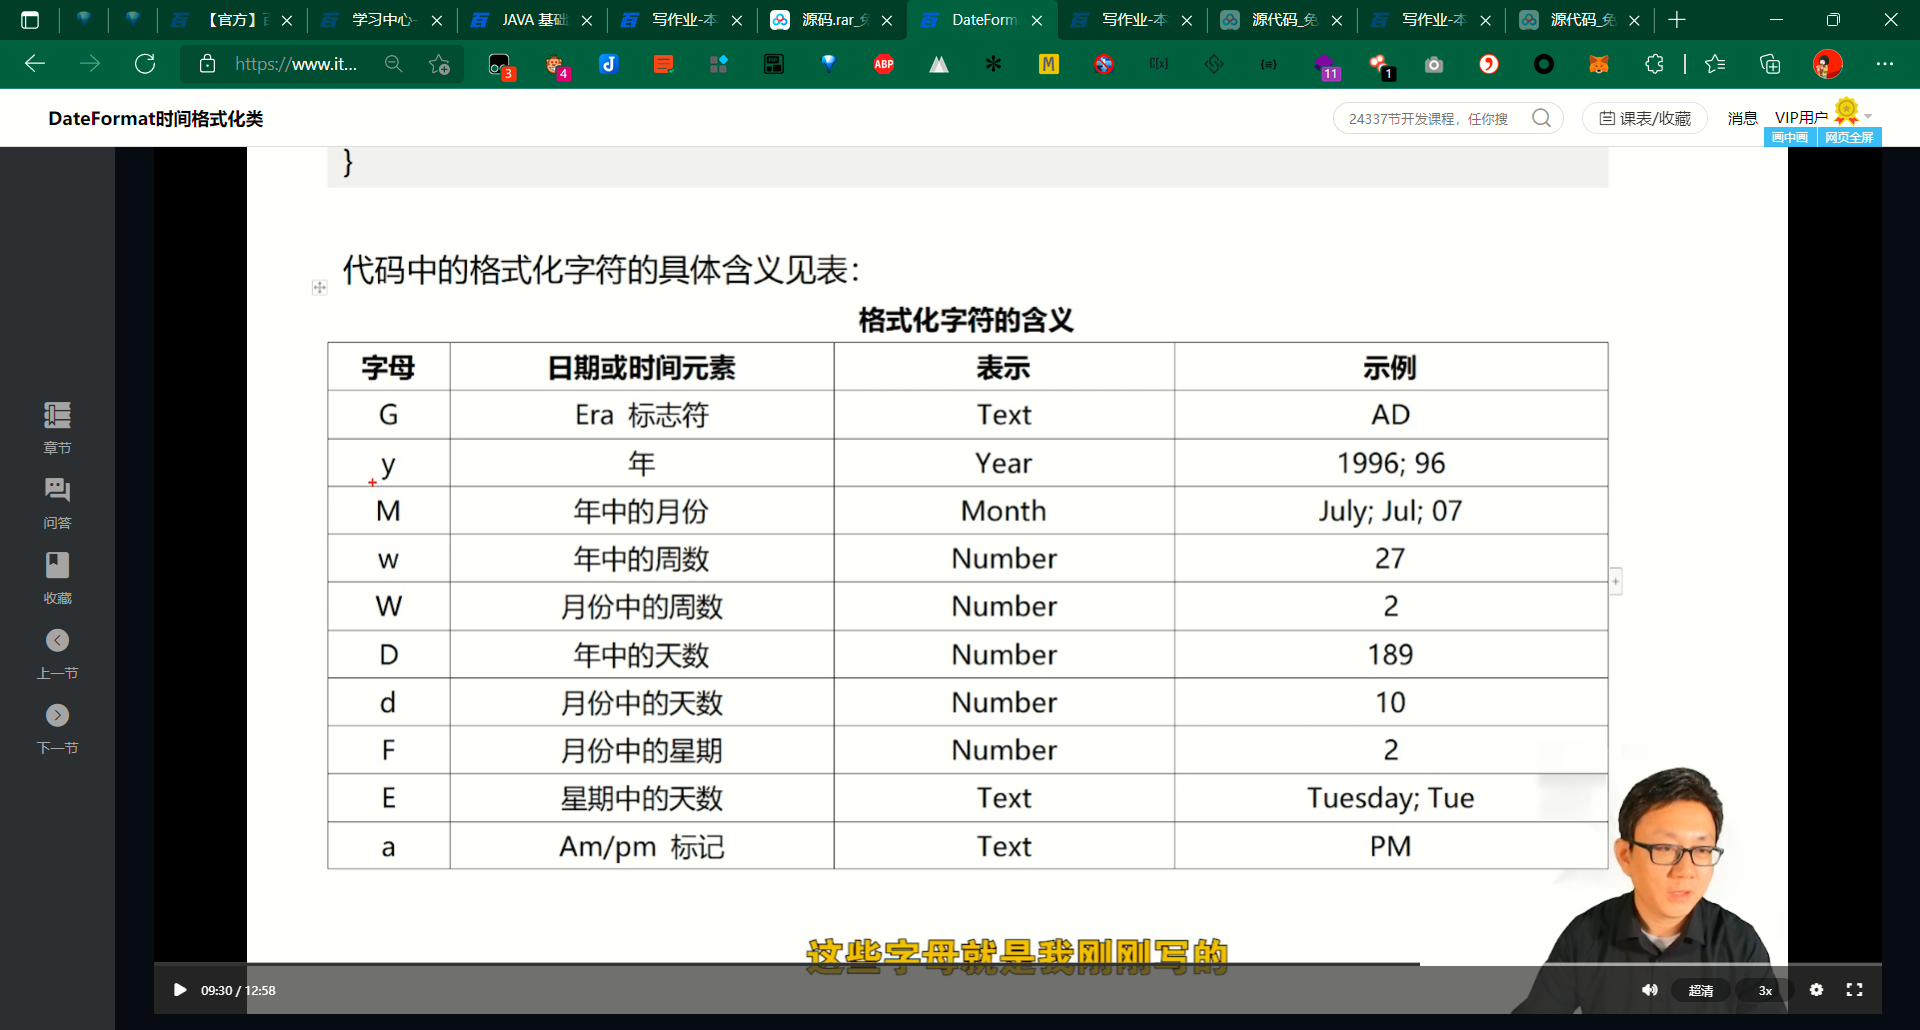 【官方】
学习中心-
JAVA 基础
写作业-本
源码.rar_免
DateForm
写作业-本
源代码_免
写作业-本
源代码_免
https://www.it...
3
4
ABP
M
11
1
DateFormat时间格式化类
24337节开发课程，任你搜
课表/收藏
消息
VIP用户
画中画
网页全屏
}
代码中的格式化字符的具体含义见表：
格式化字符的含义
字母 日期或时间元素 表示 示例
G Era 标志符 Text AD
y 年 Year 1996; 96
M 年中的月份 Month July; Jul; 07
w 年中的周数 Number 27
W 月份中的周数 Number 2
D 年中的天数 Number 189
d 月份中的天数 Number 10
F 月份中的星期 Number 2
E 星期中的天数 Text Tuesday; Tue
a Am/pm 标记 Text PM
章节
问答
收藏
上一节
下一节
这些字母就是我刚刚写的
09:30 / 12:58
超清
3x